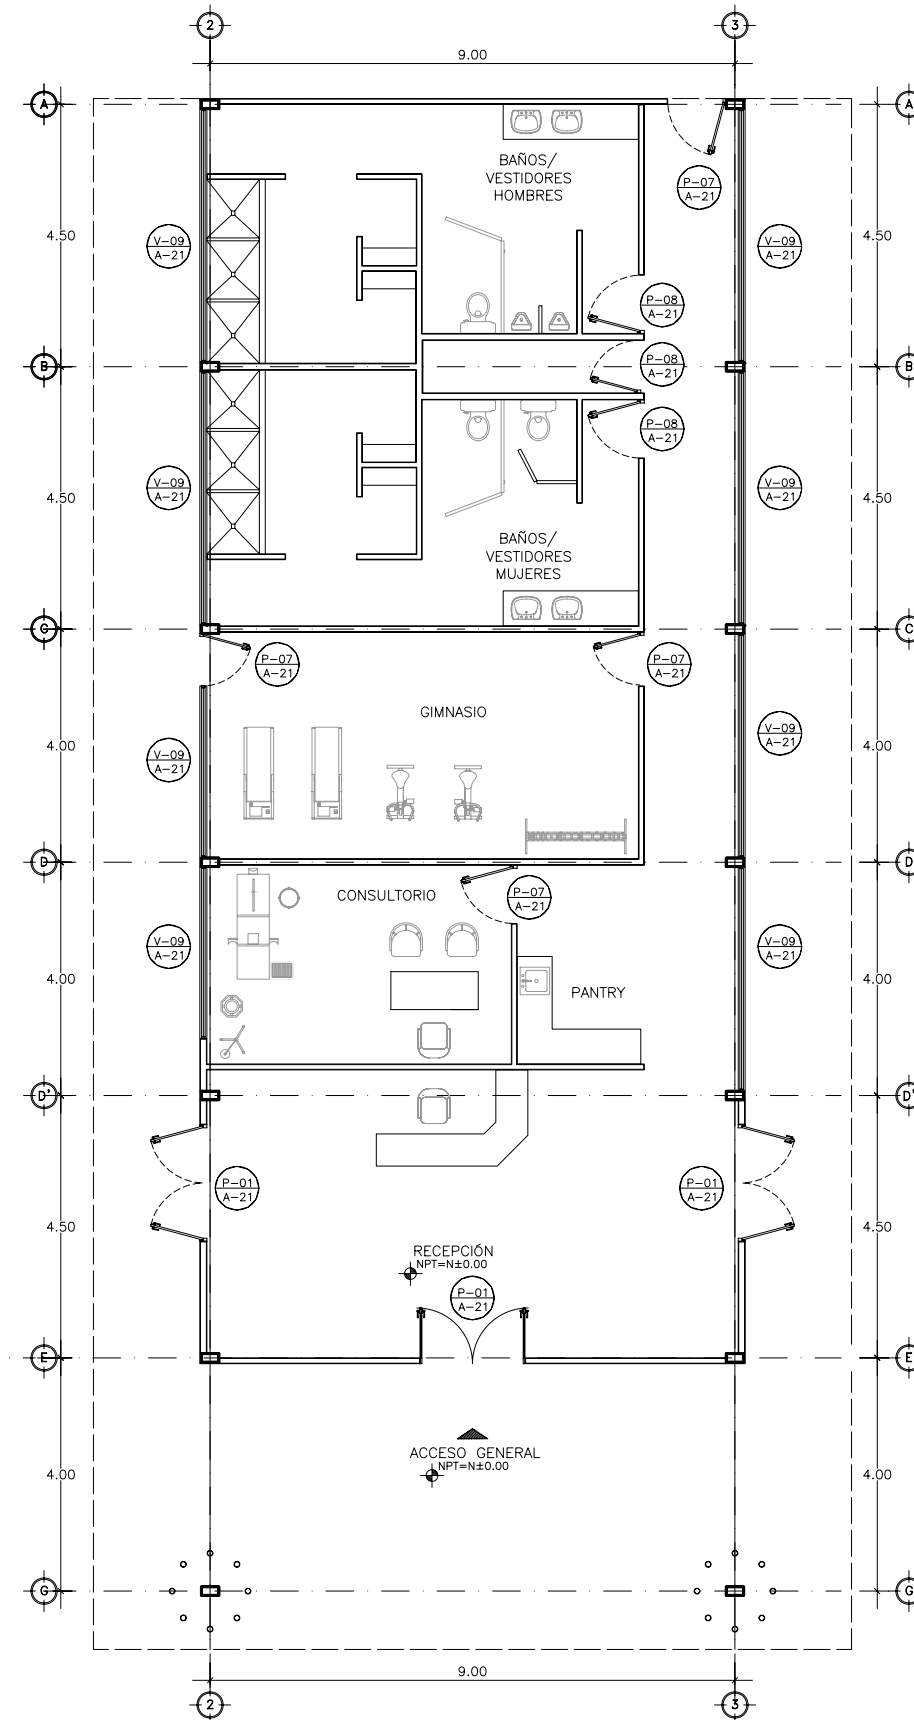 2
3
9.00
A
A
BAÑOS/
VESTIDORES
HOMBRES
P-07
A-21
4.50
V-09
A-21
V-09
A-21
4.50
P-08
A-21
B
P-08
A-21
B
P-08
A-21
4.50
V-09
A-21
V-09
A-21
4.50
BAÑOS/
VESTIDORES
MUJERES
C
C
P-07
A-21
P-07
A-21
GIMNASIO
4.00
V-09
A-21
V-09
A-21
4.00
D
D
CONSULTORIO
P-07
A-21
V-09
A-21
V-09
A-21
4.00
4.00
PANTRY
D'
D'
P-01
A-21
P-01
A-21
4.50
4.50
RECEPCIÓN
NPT=N±0.00
P-01
A-21
E
E
ACCESO GENERAL
NPT=N±0.00
4.00
4.00
G
G
9.00
2
3